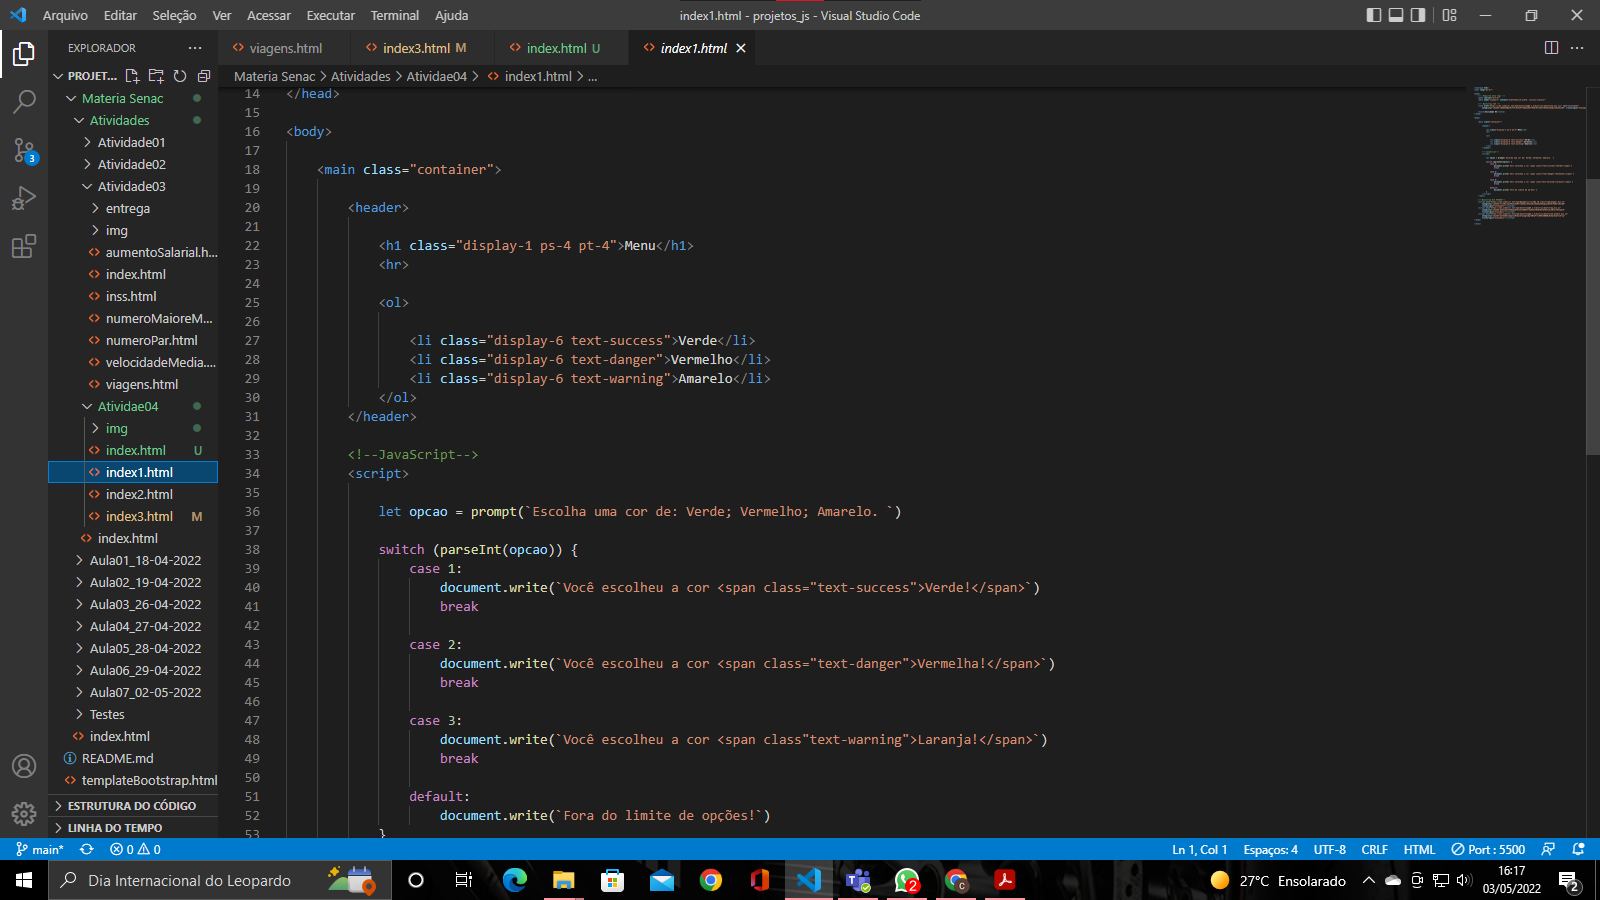 Arquivo Editar Seleção Ver Acessar Executar Terminal Ajuda
index1.html - projetos_js - Visual Studio Code
EXPLORADOR
viagens.html
index3.html M
index.html U
index1.html
PROJET...
Materia Senac > Atividades > Atividae04 > index1.html > ...
Materia Senac
Atividades
Atividade01
Atividade02
Atividade03
entrega
img
aumentoSalarial.h...
index.html
inss.html
numeroMaioreM...
numeroPar.html
velocidadeMedia....
viagens.html
Atividae04
img
index.html U
index1.html
index2.html
index3.html M
index.html
Aula01_18-04-2022
Aula02_19-04-2022
Aula03_26-04-2022
Aula04_27-04-2022
Aula05_28-04-2022
Aula06_29-04-2022
Aula07_02-05-2022
Testes
index.html
README.md
templateBootstrap.html
ESTRUTURA DO CÓDIGO
LINHA DO TEMPO
3
14 </head>
15
16 <body>
17
18 <main class="container">
19
20 <header>
21
22 <h1 class="display-1 ps-4 pt-4">Menu</h1>
23 <hr>
24
25 <ol>
26
27 <li class="display-6 text-success">Verde</li>
28 <li class="display-6 text-danger">Vermelho</li>
29 <li class="display-6 text-warning">Amarelo</li>
30 </ol>
31 </header>
32
33 <!--JavaScript-->
34 <script>
35
36 let opcao = prompt(`Escolha uma cor de: Verde; Vermelho; Amarelo. `)
37
38 switch (parseInt(opcao)) {
39 case 1:
40 document.write(`Você escolheu a cor <span class="text-success">Verde!</span>`)
41 break
42
43 case 2:
44 document.write(`Você escolheu a cor <span class="text-danger">Vermelha!</span>`)
45 break
46
47 case 3:
48 document.write(`Você escolheu a cor <span class"text-warning">Laranja!</span>`)
49 break
50
51 default:
52 document.write(`Fora do limite de opções!`)
53 }
main* 0 0
Ln 1, Col 1 Espaços: 4 UTF-8 CRLF HTML Port : 5500
Dia Internacional do Leopardo
2
C
27°C Ensolarado
16:17
03/05/2022
2